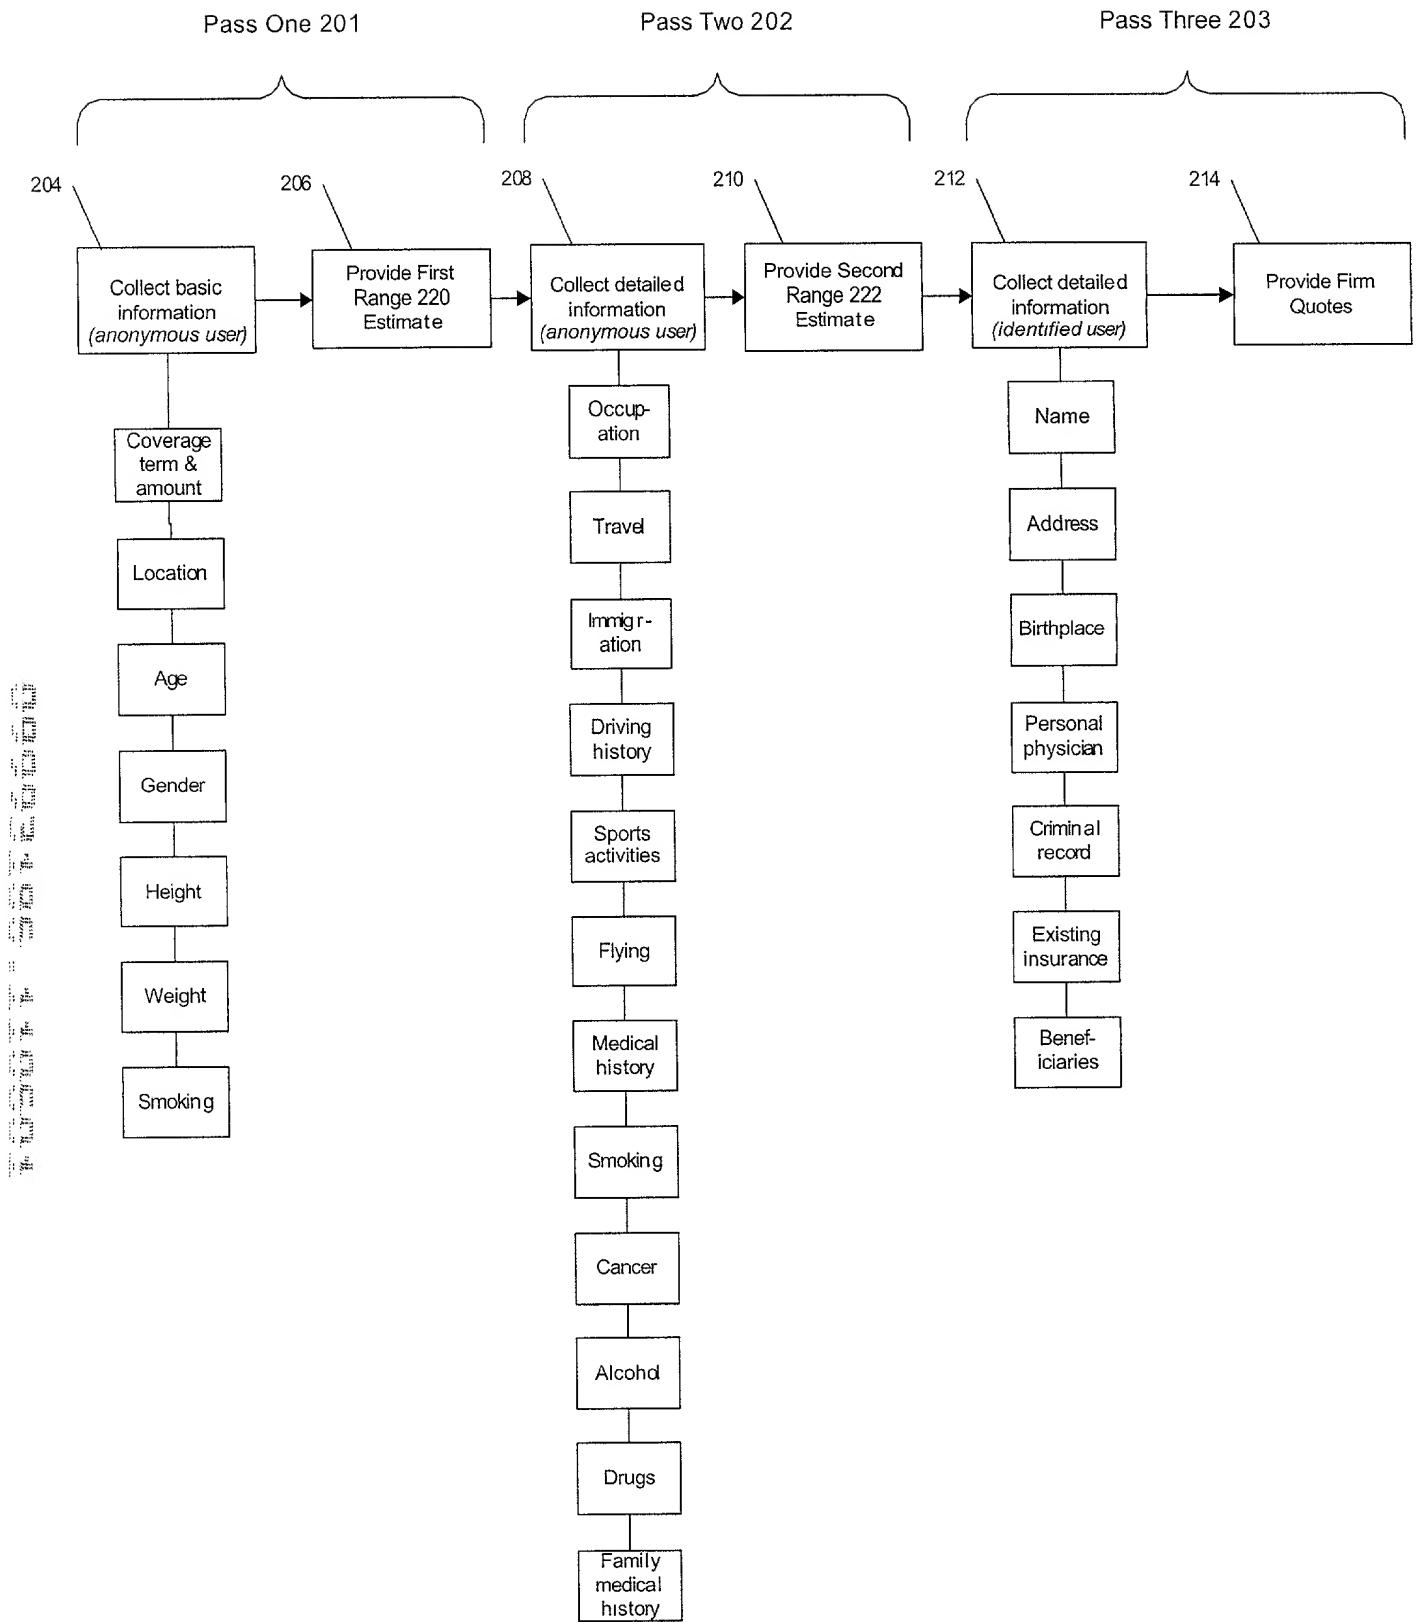 Pass One 201
Pass Two 202
Pass Three 203
204
206
208
210
212
214
Collect basic
information
(anonymous user)
Provide First
Range 220
Estimate
Collect detailed
information
(anonymous user)
Provide Second
Range 222
Estimate
Collect detailed
information
(identified user)
Provide Firm
Quotes
Coverage
term &
amount
Location
Age
Gender
Height
Weight
Smoking
Occup-
ation
Travel
Immigr-
ation
Driving
history
Sports
activities
Flying
Medical
history
Smoking
Cancer
Alcohol
Drugs
Family
medical
history
Name
Address
Birthplace
Personal
physician
Criminal
record
Existing
insurance
Benef-
iciaries